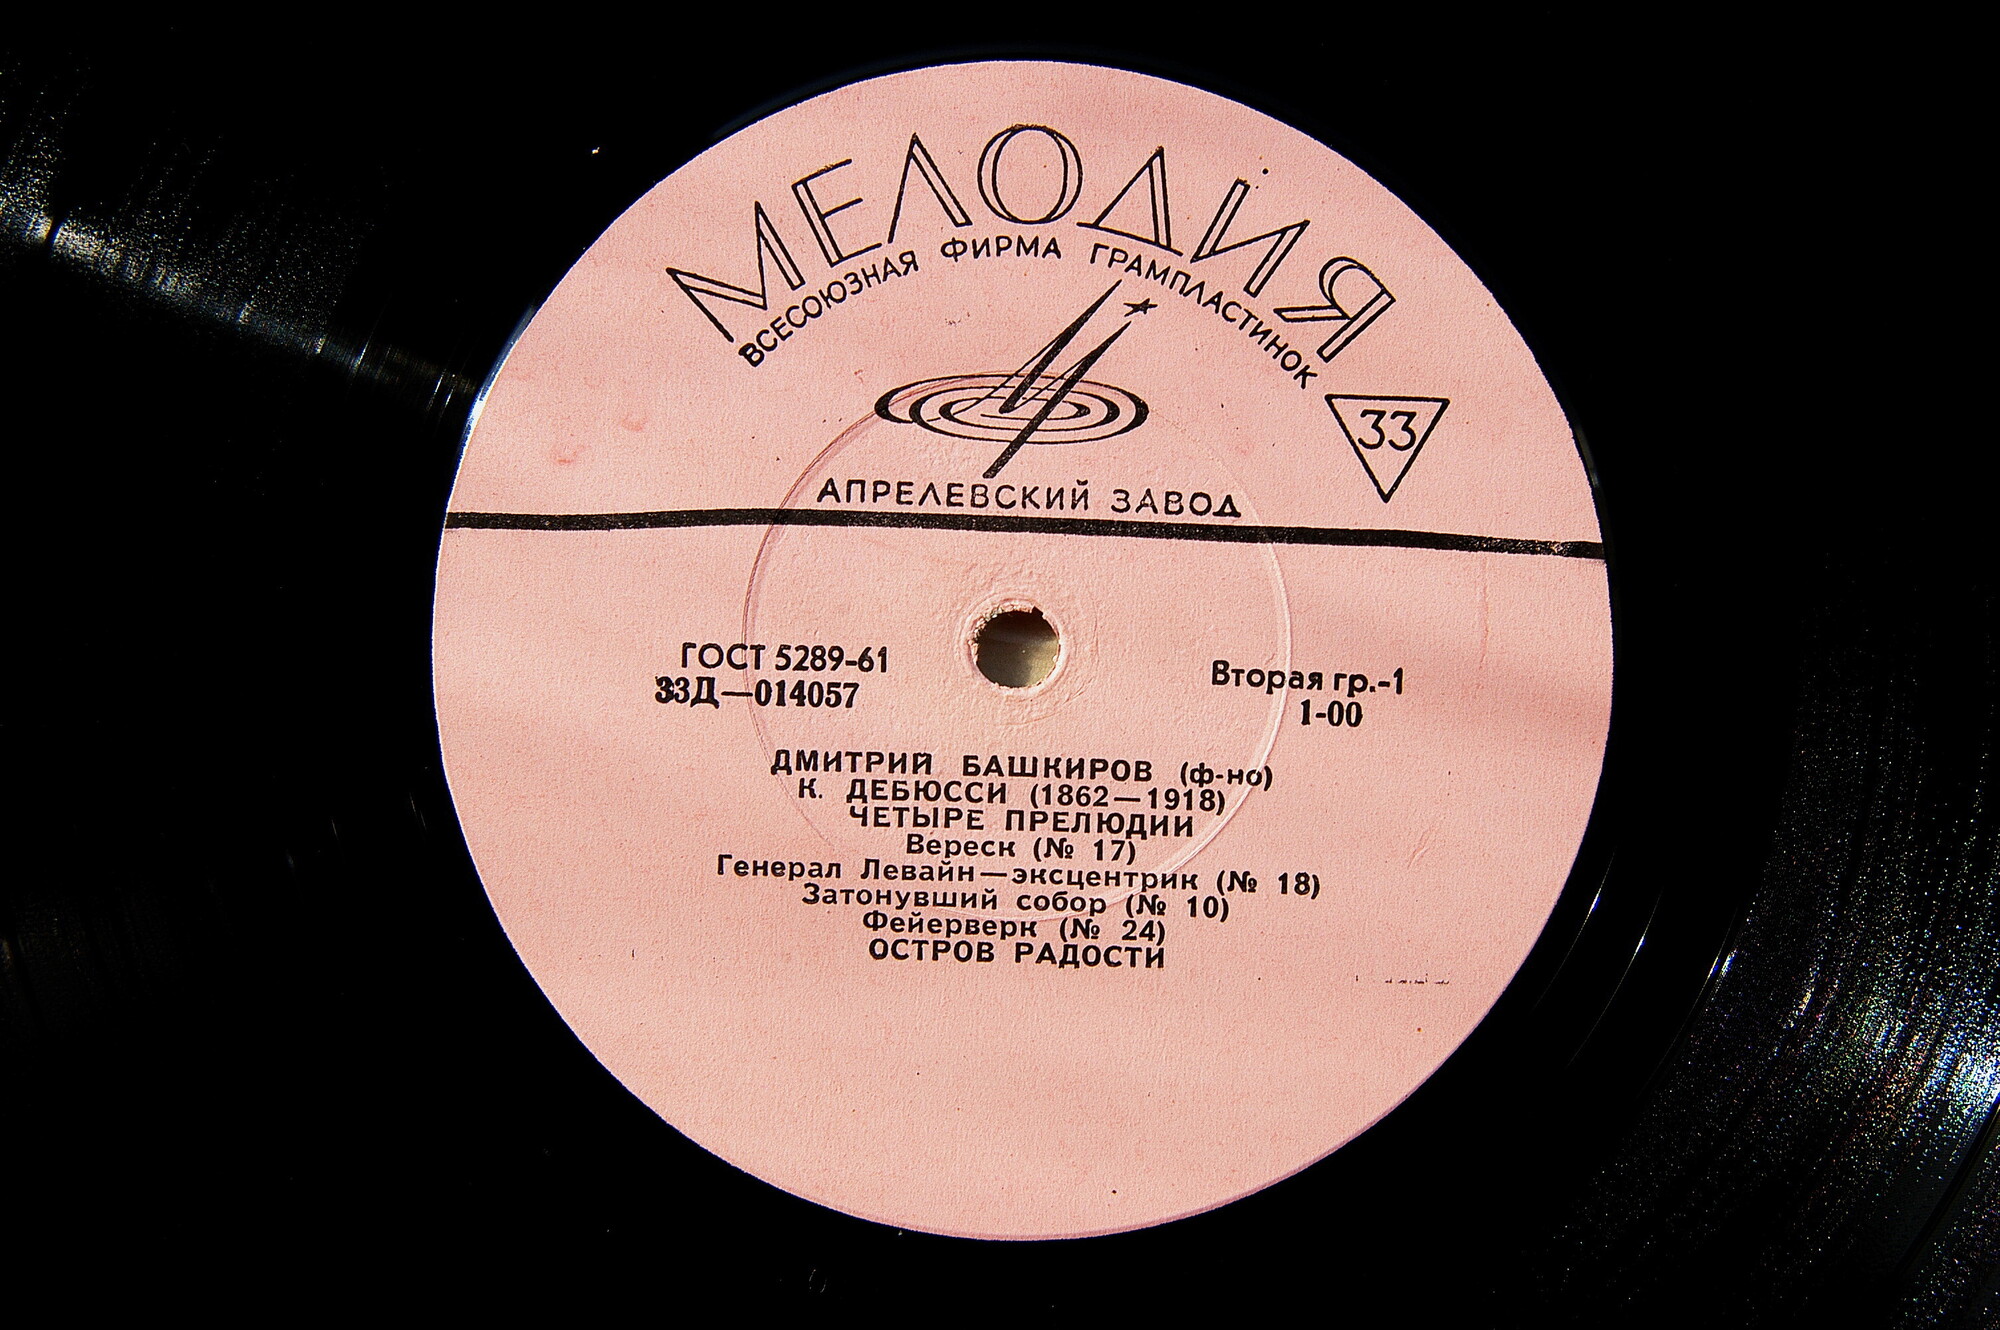 МЕЛОДИЯ
ВСЕСОЮЗНАЯ ФИРМА ГРАМПЛАСТИНОК
33
АПРЕЛЕВСКИЙ ЗАВОД
ГОСТ 5289-61
33Д—014057
Вторая гр.-1
1-00
ДМИТРИЙ БАШКИРОВ (ф-но)
К. ДЕБЮССИ (1862—1918)
ЧЕТЫРЕ ПРЕЛЮДИИ
Вереск (№ 17)
Генерал Левайн—эксцентрик (№ 18)
Затонувший собор (№ 10)
Фейерверк (№ 24)
ОСТРОВ РАДОСТИ